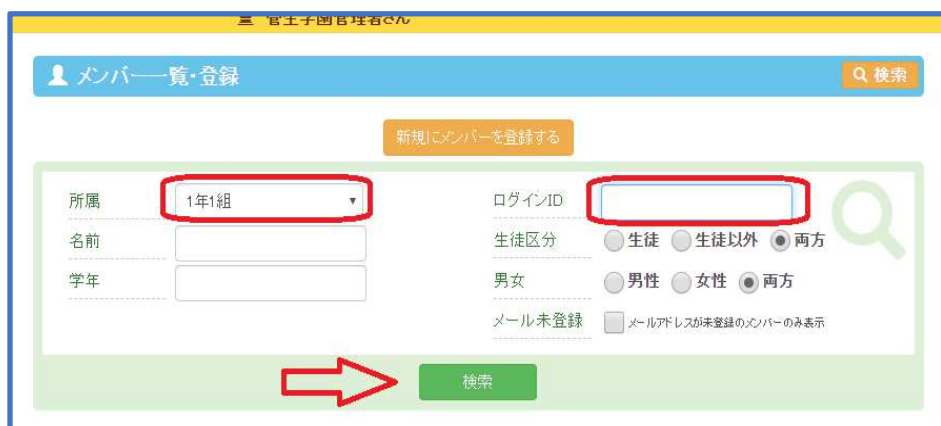 管主子園管理者さん
メンバー一覧・登録
検索
新規にメンバーを登録する
所属 1年1組
ログインID
名前
生徒区分 生徒 生徒以外 両方
学年
男女 男性 女性 両方
メール未登録 メールアドレスが未登録のメンバーのみ表示
検索